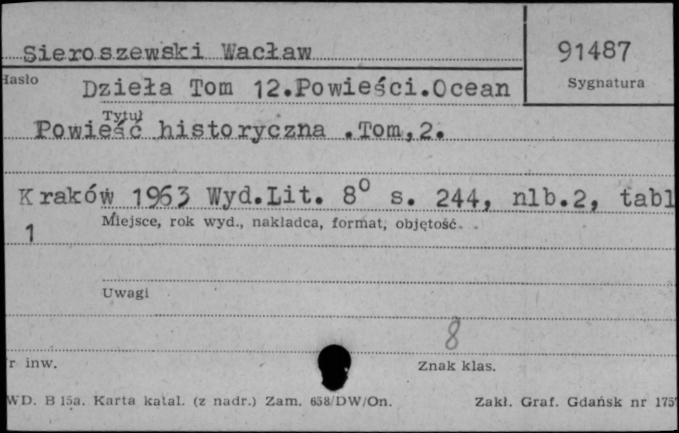 Sieroszewski Wacław
91487
Hasło
Sygnatura
Dzieła Tom 12.Powieści.Ocean
Tytuł
Powieść historyczna .Tom,2.
Kraków 1963 Wyd.Lit. 8° s. 244, nlb.2, tabl
Miejsce, rok wyd., nakładca, format, objętość
1
Uwagi
8
r inw.
Znak klas.
WD. B 15a. Karta katal. (z nadr.) Zam. 658/DW/On.
Zakł. Graf. Gdańsk nr 175